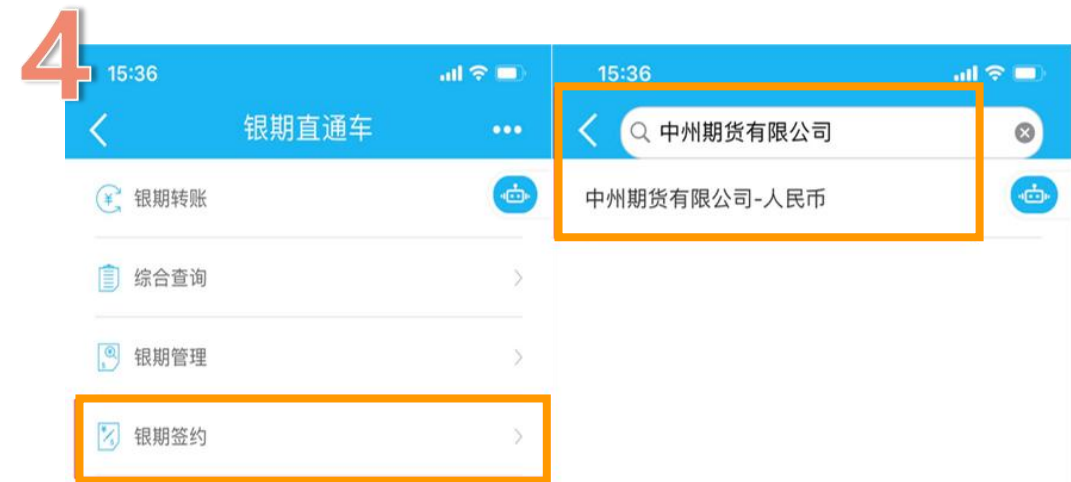 4
15:36
银期直通车
银期转账
综合查询
银期管理
银期签约
15:36
中州期货有限公司
中州期货有限公司-人民币